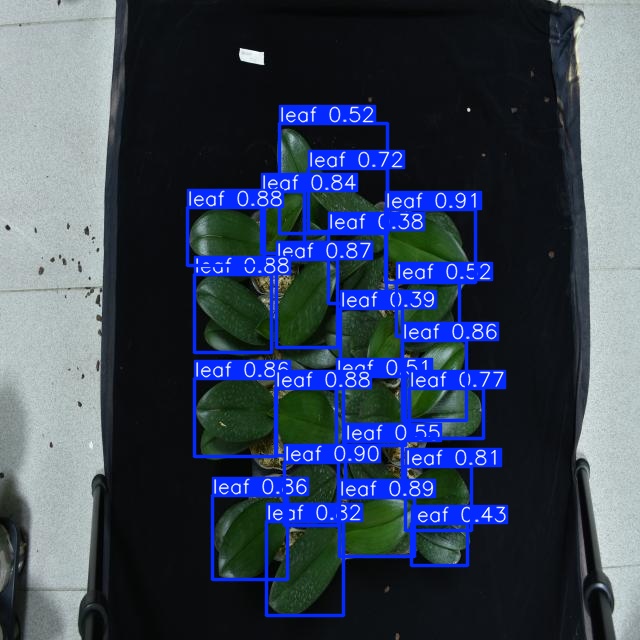 leaf 0.52
leaf 0.72
leaf 0.84
leaf 0.88
leaf 0.91
leaf 0.38
leaf 0.87
leaf 0.88
leaf 0.52
leaf 0.39
leaf 0.86
leaf 0.51
leaf 0.86
leaf 0.88
leaf 0.77
leaf 0.55
leaf 0.90
leaf 0.81
leaf 0.86
leaf 0.89
leaf 0.82
leaf 0.43